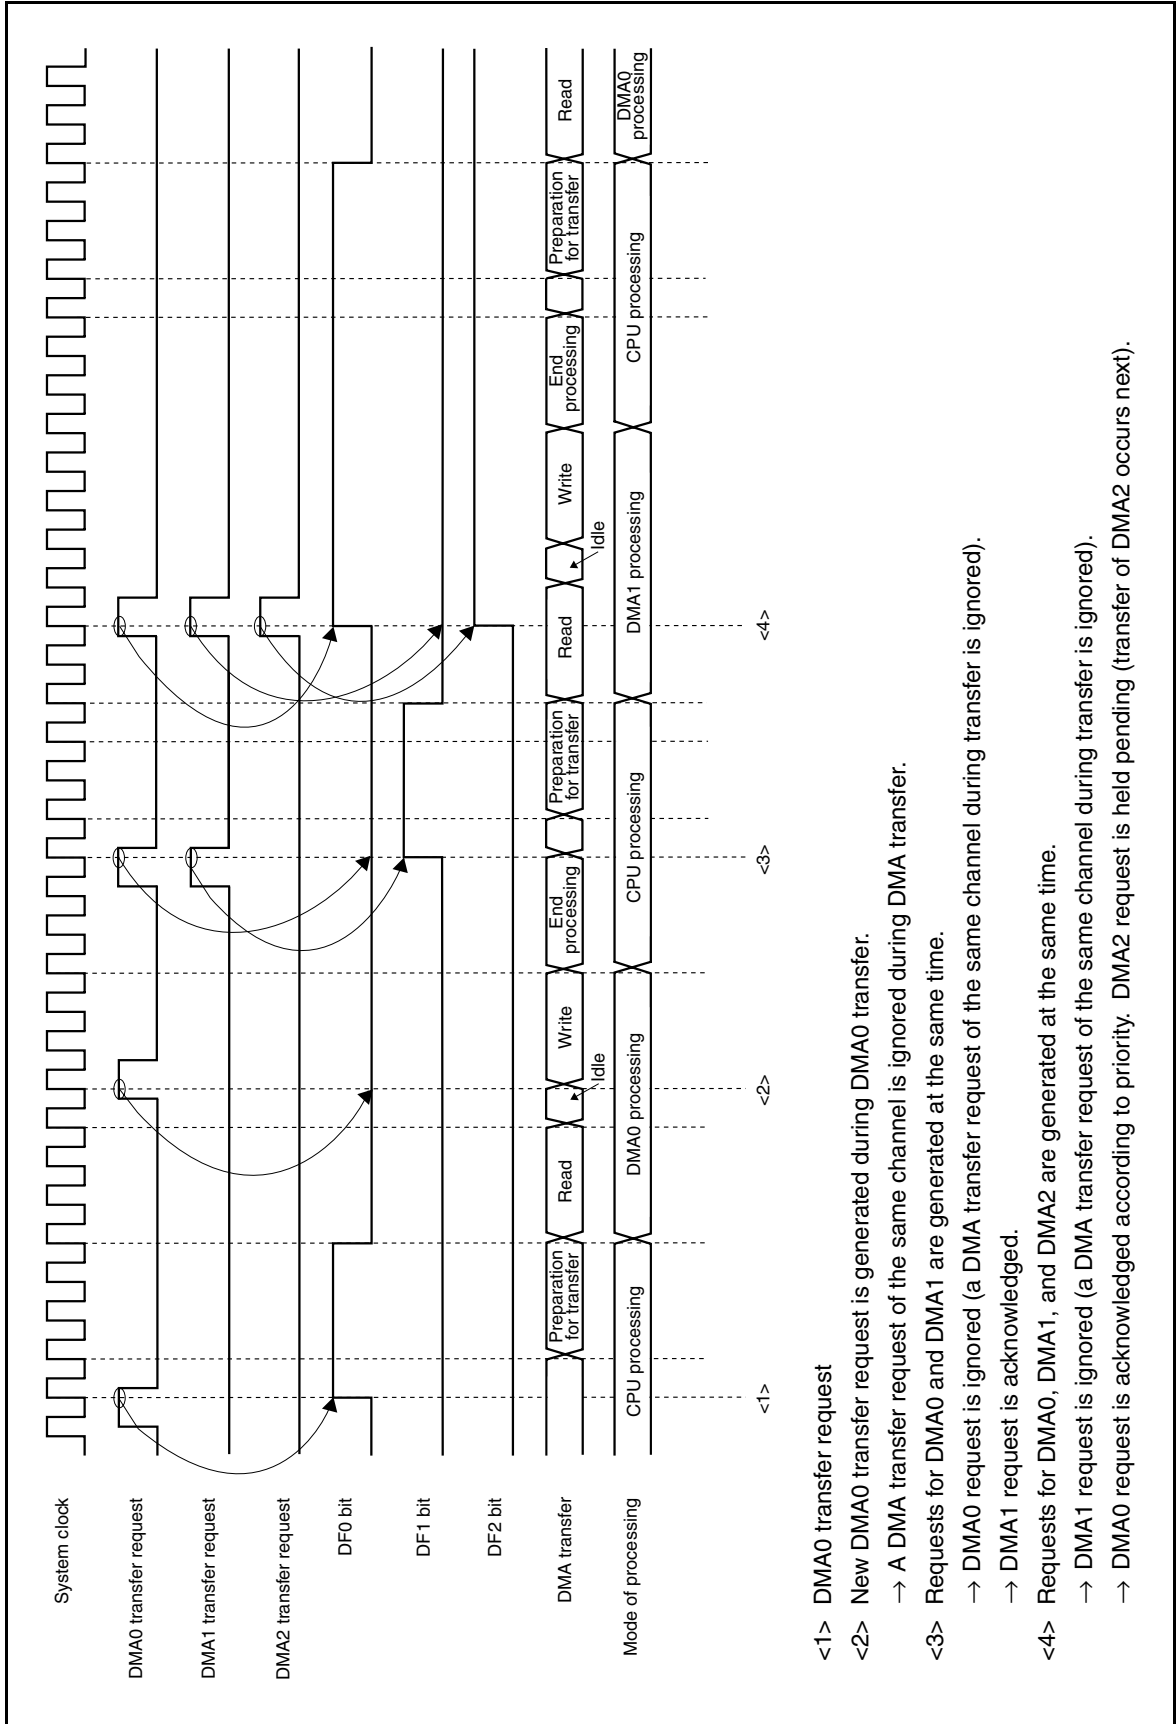 System clock
DMA0 transfer request
DMA1 transfer request
DMA2 transfer request
DF0 bit
DF1 bit
DF2 bit
DMA transfer
Preparation
for transfer
Read
Idle
Write
End
processing
Preparation
for transfer
Read
Idle
Write
End
processing
Preparation
for transfer
Read
Mode of processing
CPU processing
DMA0 processing
CPU processing
DMA1 processing
CPU processing
DMA0
processing
<1>
<2>
<3>
<4>
<1> DMA0 transfer request
<2> New DMA0 transfer request is generated during DMA0 transfer.
→ A DMA transfer request of the same channel is ignored during DMA transfer.
<3> Requests for DMA0 and DMA1 are generated at the same time.
→ DMA0 request is ignored (a DMA transfer request of the same channel during transfer is ignored).
→ DMA1 request is acknowledged.
<4> Requests for DMA0, DMA1, and DMA2 are generated at the same time.
→ DMA1 request is ignored (a DMA transfer request of the same channel during transfer is ignored).
→ DMA0 request is acknowledged according to priority. DMA2 request is held pending (transfer of DMA2 occurs next).